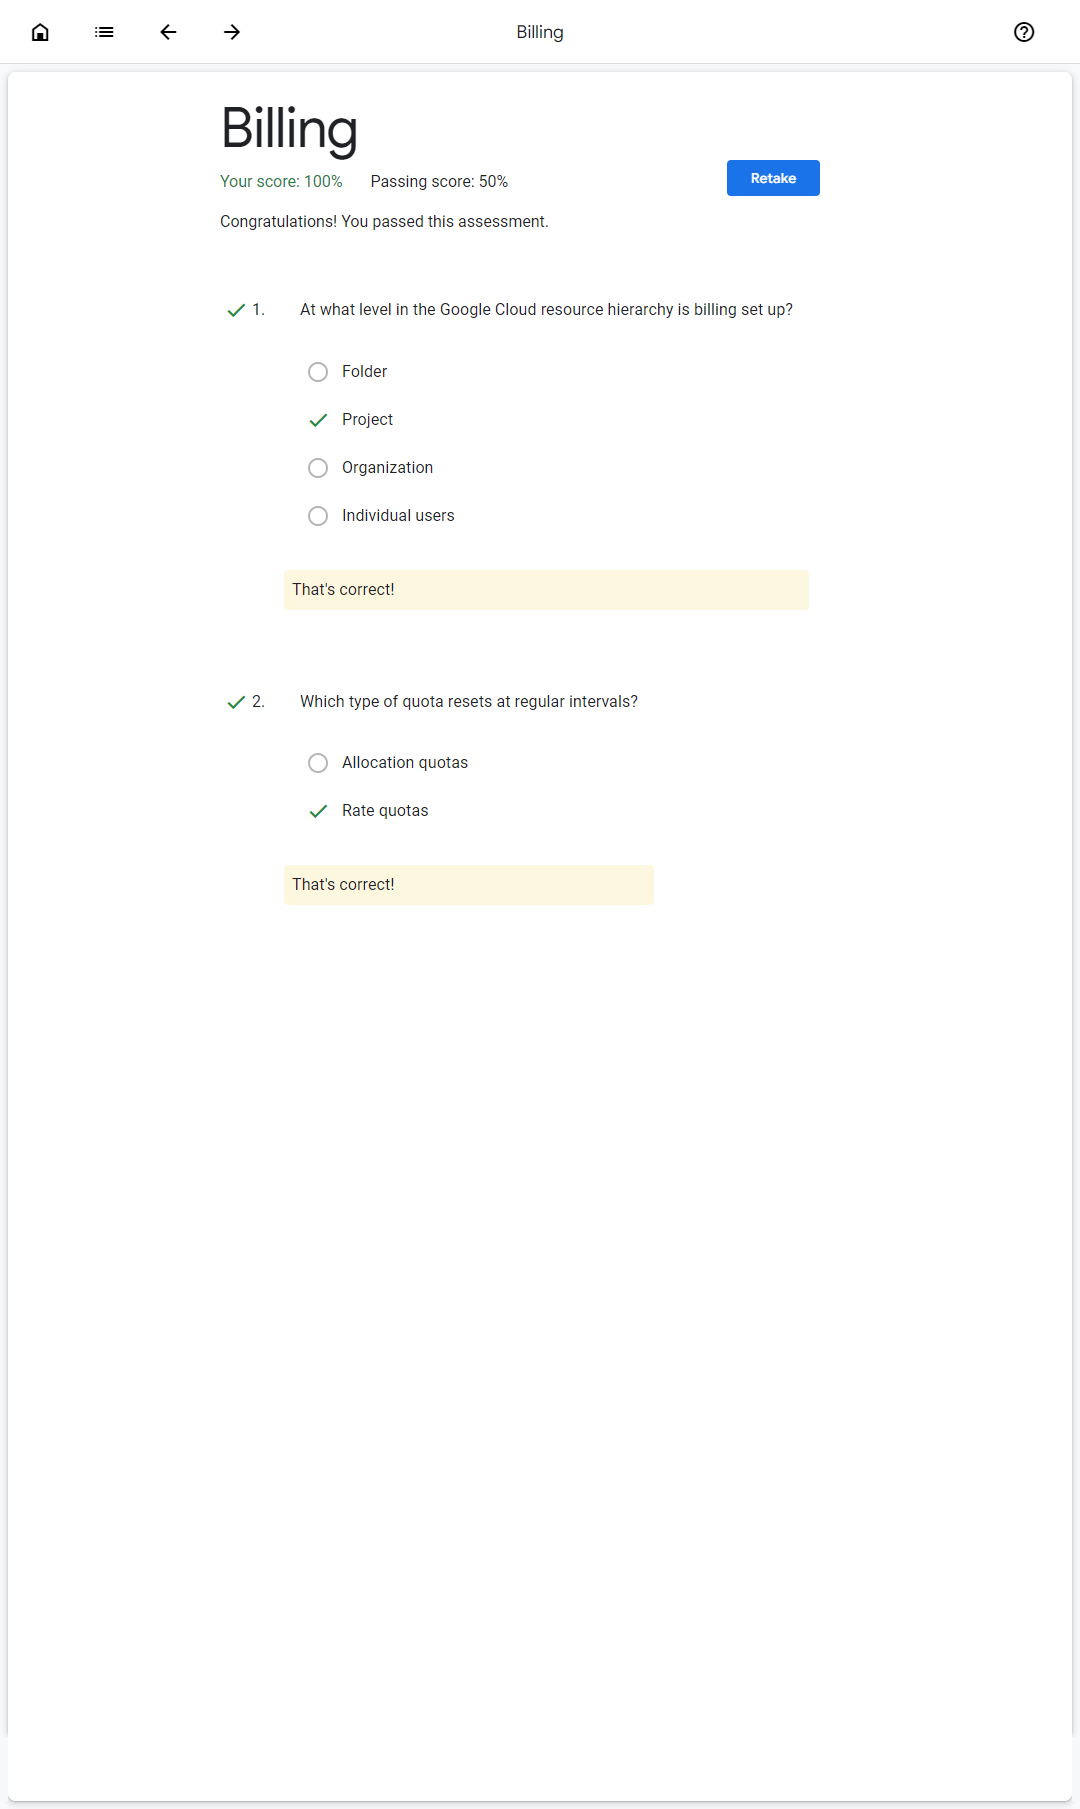 Billing
Billing
Your score: 100% Passing score: 50%
Retake
Congratulations! You passed this assessment.
1. At what level in the Google Cloud resource hierarchy is billing set up?
Folder
Project
Organization
Individual users
That's correct!
2. Which type of quota resets at regular intervals?
Allocation quotas
Rate quotas
That's correct!